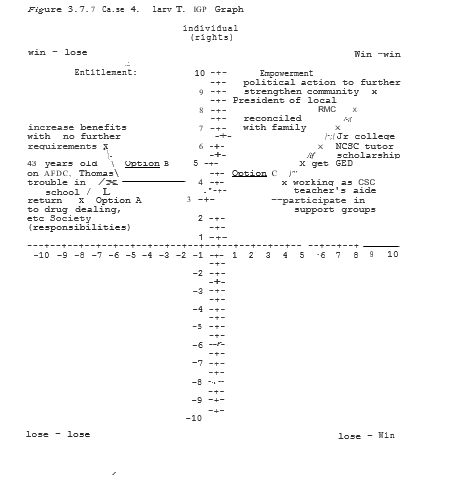 Figure 3.7.7 Case 4. lary T. IGP Graph
individual
(rights)
win - lose Win -win
Entitlement: 10 -+- Empowerment
-+- political action to further
9 -+- strengthen community x
-+- President of local
8 -+- RMC x
-+- reconciled
increase benefits 7 -+- with family x
with no further -+- Jr college
requirements x 6 -+- x NCSC tutor
-+- scholarship
43 years old \ Option B 5 -+- x get GED
on AFDC, Thomas\ -+- Option C
trouble in 4 -+- x working as CSC
school / L -+- teacher's aide
return x Option A 3 -+- --participate in
to drug dealing, -+- support groups
etc Society 2 -+-
(responsibilities) -+-
1 -+-
-10 -9 -8 -7 -6 -5 -4 -3 -2 -1 -+- 1 2 3 4 5 -6 7 8 9 10
-+-
-2 -+-
-+-
-3 -+-
-+-
-4 -+-
-+-
-5 -+-
-+-
-6 -+-
-+-
-7 -+-
-+-
-8 -+-
-+-
-9 -+-
-+-
-10
lose - lose lose - Win